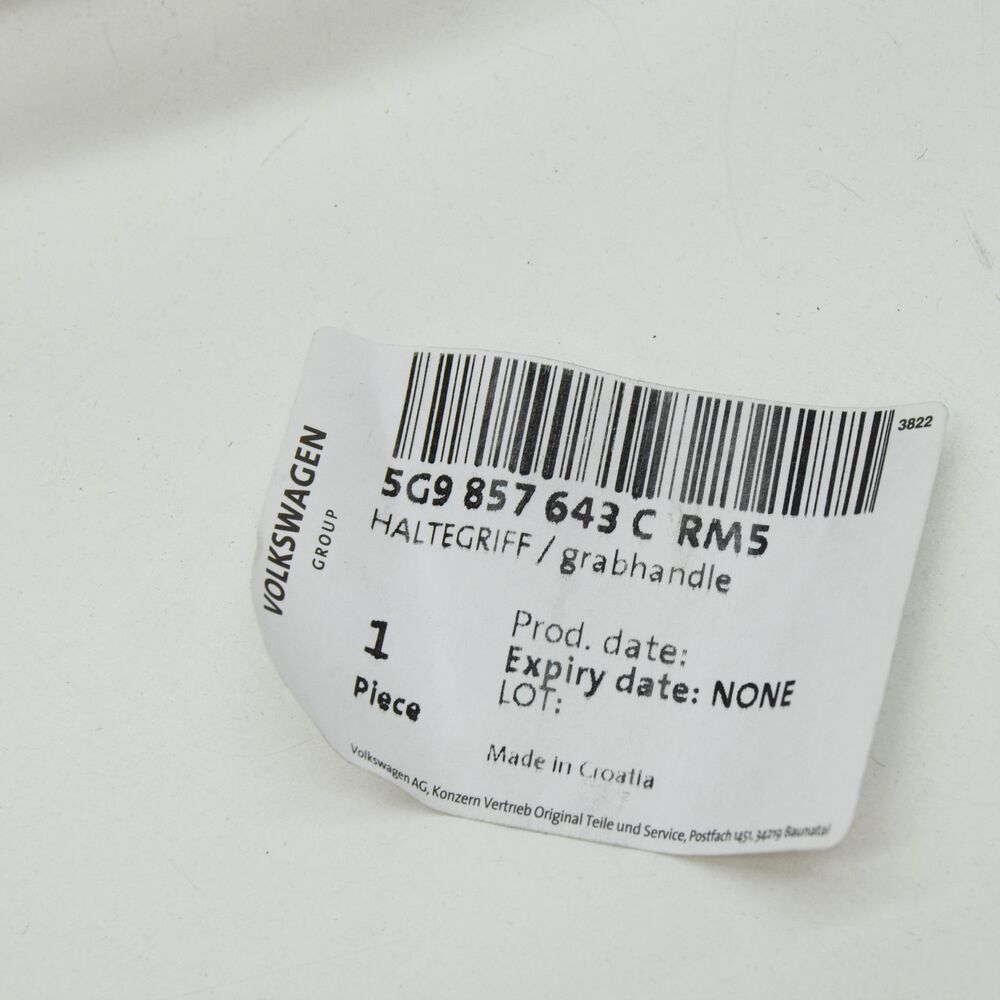 3822
VOLKSWAGEN
GROUP
5G9 857 643 C RM5
HALTEGRIFF / grabhandle
1
Piece
Prod. date:
Expiry date: NONE
LOT:
Made in Croatia
Volkswagen AG, Konzern Vertrieb Original Teile und Service, Postfach 1451, 34219 Baunatal